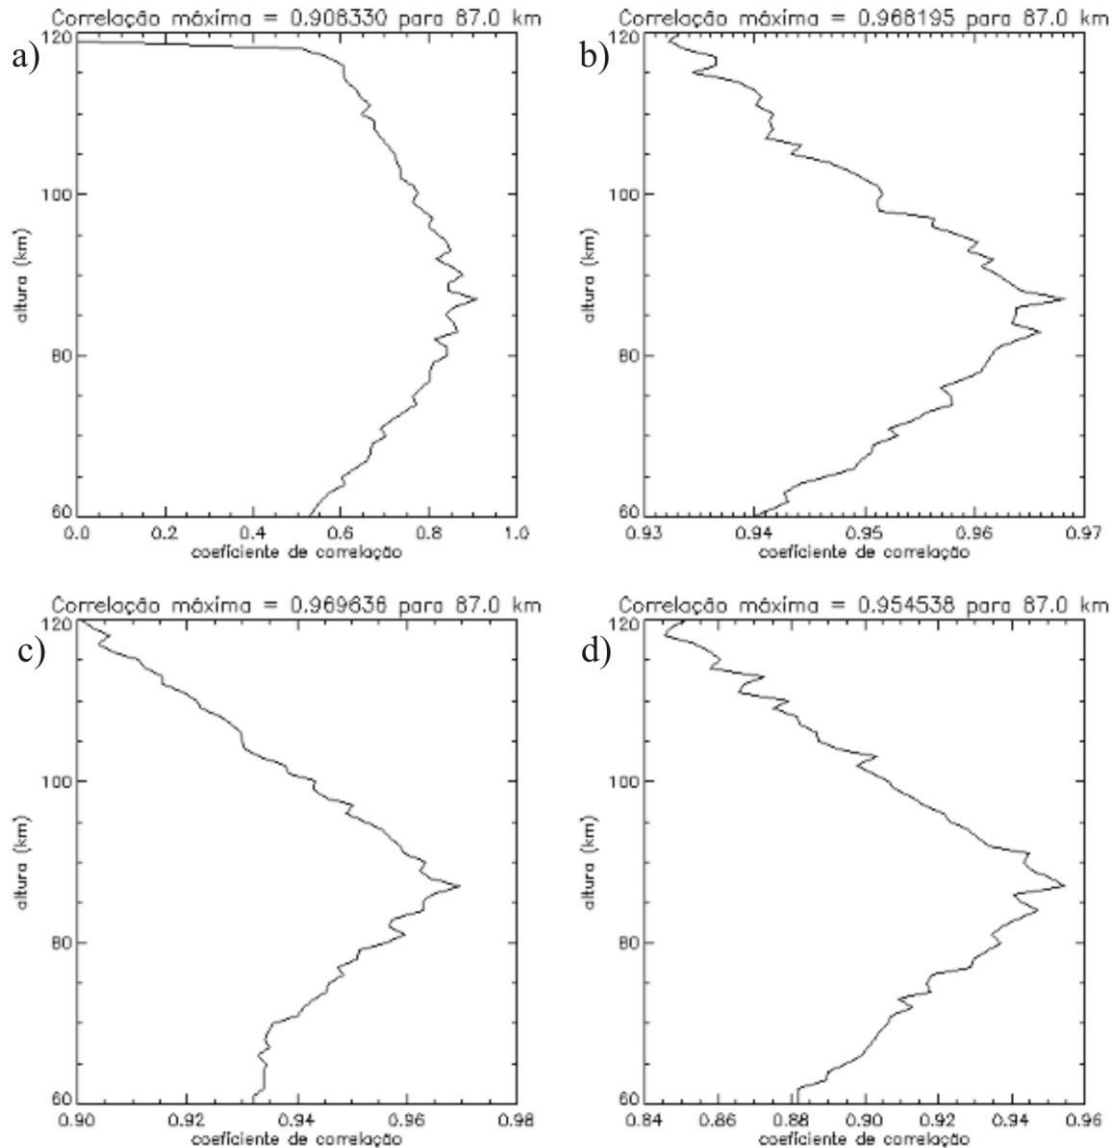 Correlação máxima = 0.908330 para 87.0 km
a)
120
100
80
60
altura (km)
0.0 0.2 0.4 0.6 0.8 1.0
coeficiente de correlação
Correlação máxima = 0.968195 para 87.0 km
b)
120
100
80
60
altura (km)
0.93 0.94 0.95 0.96 0.97
coeficiente de correlação
Correlação máxima = 0.969636 para 87.0 km
c)
120
100
80
60
altura (km)
0.90 0.92 0.94 0.96 0.98
coeficiente de correlação
Correlação máxima = 0.954538 para 87.0 km
d)
120
100
80
60
altura (km)
0.84 0.86 0.88 0.90 0.92 0.94 0.96
coeficiente de correlação